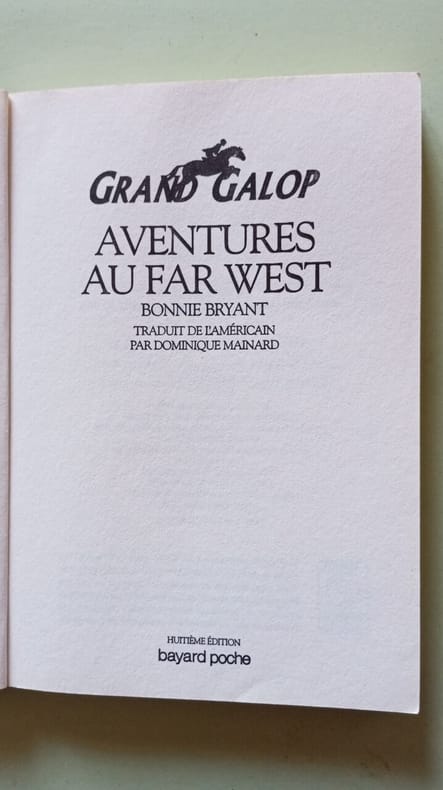 GRAND GALOP
AVENTURES
AU FAR WEST
BONNIE BRYANT
TRADUIT DE L'AMÉRICAIN
PAR DOMINIQUE MAINARD
HUITIÈME ÉDITION
bayard poche